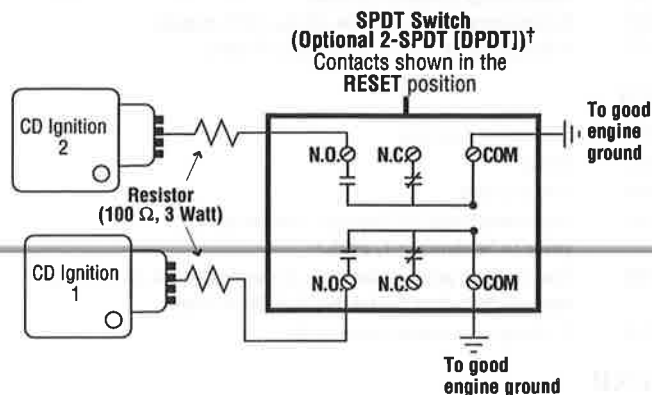 SPDT Switch
(Optional 2-SPDT [DPDT])†
Contacts shown in the
RESET position
CD Ignition
2
N.O.
N.C.
COM
To good
engine
ground
Resistor
(100 Ω, 3 Watt)
CD Ignition
1
N.O.
N.C.
COM
To good
engine ground